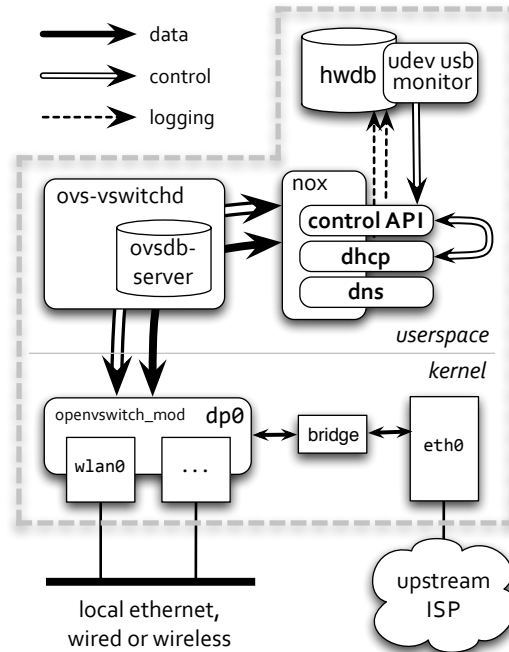 data
control
logging
hwdb
udev usb
monitor
ovs-vswitchd
ovsdb-
server
nox
control API
dhcp
dns
userspace
kernel
openvswitch_mod
dp0
wlan0
...
bridge
eth0
local ethernet,
wired or wireless
upstream
ISP